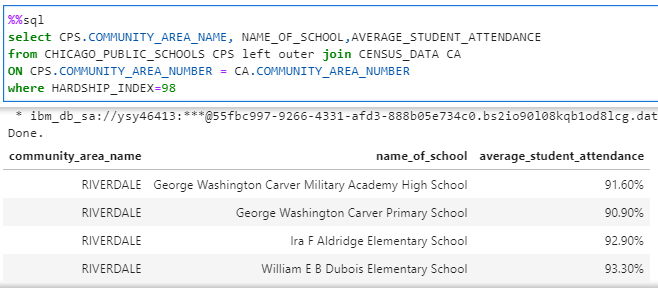 %%sql
select CPS.COMMUNITY_AREA_NAME, NAME_OF_SCHOOL,AVERAGE_STUDENT_ATTENDANCE
from CHICAGO_PUBLIC_SCHOOLS CPS left outer join CENSUS_DATA CA
ON CPS.COMMUNITY_AREA_NUMBER = CA.COMMUNITY_AREA_NUMBER
where HARDSHIP_INDEX=98
* ibm_db_sa://ysy46413:***@55fbc997-9266-4331-afd3-888b05e734c0.bs2io90l08kqb1od8lcg.dat
Done.
community_area_name name_of_school average_student_attendance
RIVERDALE George Washington Carver Military Academy High School 91.60%
RIVERDALE George Washington Carver Primary School 90.90%
RIVERDALE Ira F Aldridge Elementary School 92.90%
RIVERDALE William E B Dubois Elementary School 93.30%